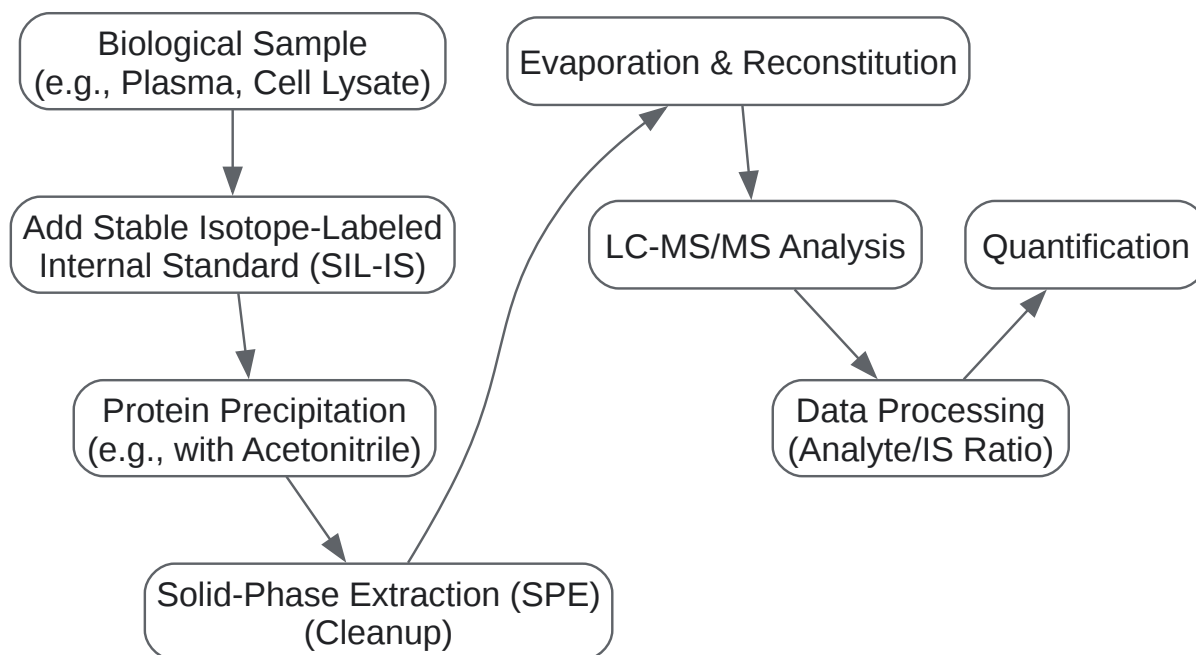 Biological Sample
(e.g., Plasma, Cell Lysate)
Add Stable Isotope-Labeled
Internal Standard (SIL-IS)
Protein Precipitation
(e.g., with Acetonitrile)
Solid-Phase Extraction (SPE)
(Cleanup)
Evaporation & Reconstitution
LC-MS/MS Analysis
Data Processing
(Analyte/IS Ratio)
Quantification